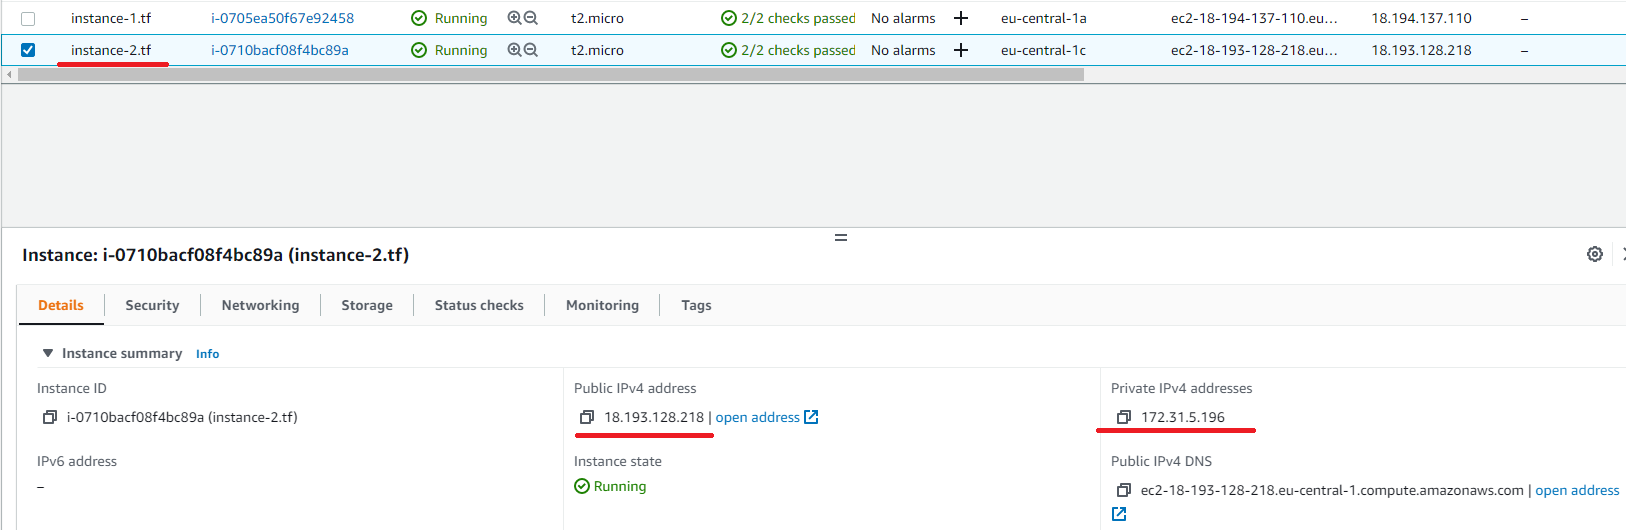 instance-1.tf i-0705ea50f67e92458 Running t2.micro 2/2 checks passed No alarms + eu-central-1a ec2-18-194-137-110.eu... 18.194.137.110 –
instance-2.tf i-0710bacf08f4bc89a Running t2.micro 2/2 checks passed No alarms + eu-central-1c ec2-18-193-128-218.eu... 18.193.128.218 –
Instance: i-0710bacf08f4bc89a (instance-2.tf)
Details Security Networking Storage Status checks Monitoring Tags
Instance summary Info
Instance ID Public IPv4 address Private IPv4 addresses
i-0710bacf08f4bc89a (instance-2.tf) 18.193.128.218 | open address 172.31.5.196
IPv6 address Instance state Public IPv4 DNS
– Running ec2-18-193-128-218.eu-central-1.compute.amazonaws.com | open address